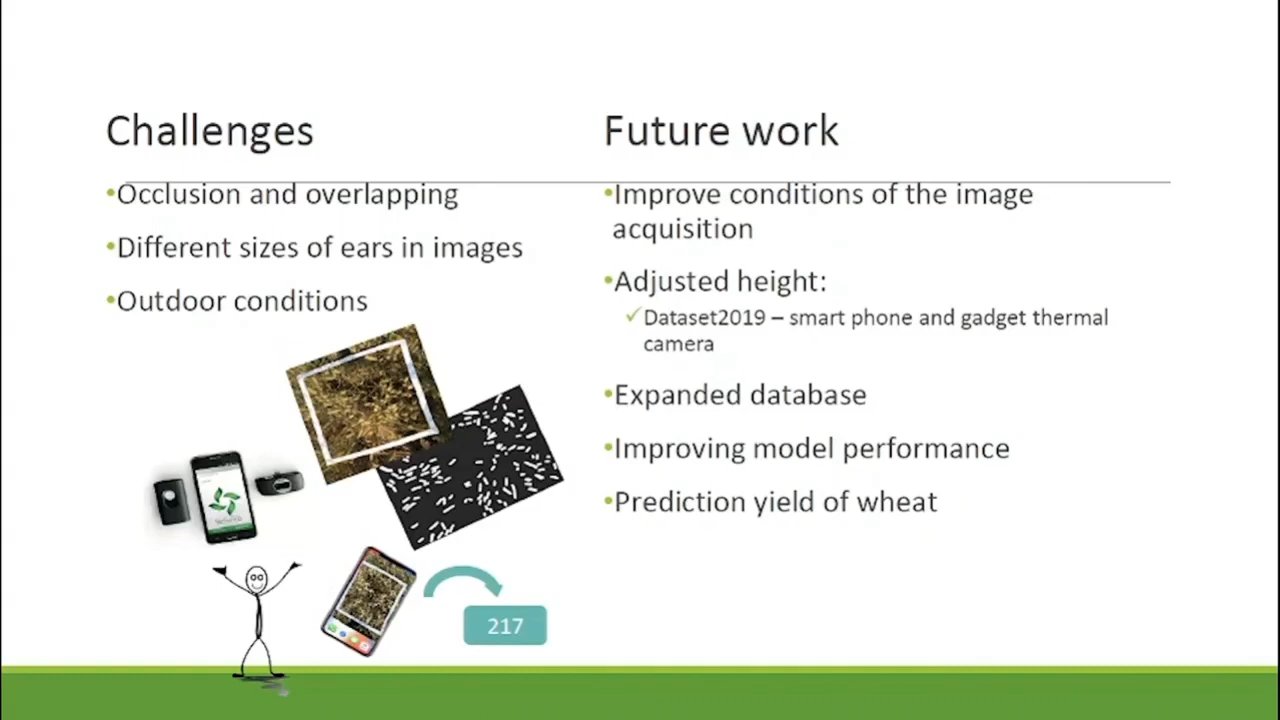 Challenges
•Occlusion and overlapping
•Different sizes of ears in images
•Outdoor conditions
217
Future work
•Improve conditions of the image
acquisition
•Adjusted height:
✓Dataset2019 – smart phone and gadget thermal
camera
•Expanded database
•Improving model performance
•Prediction yield of wheat